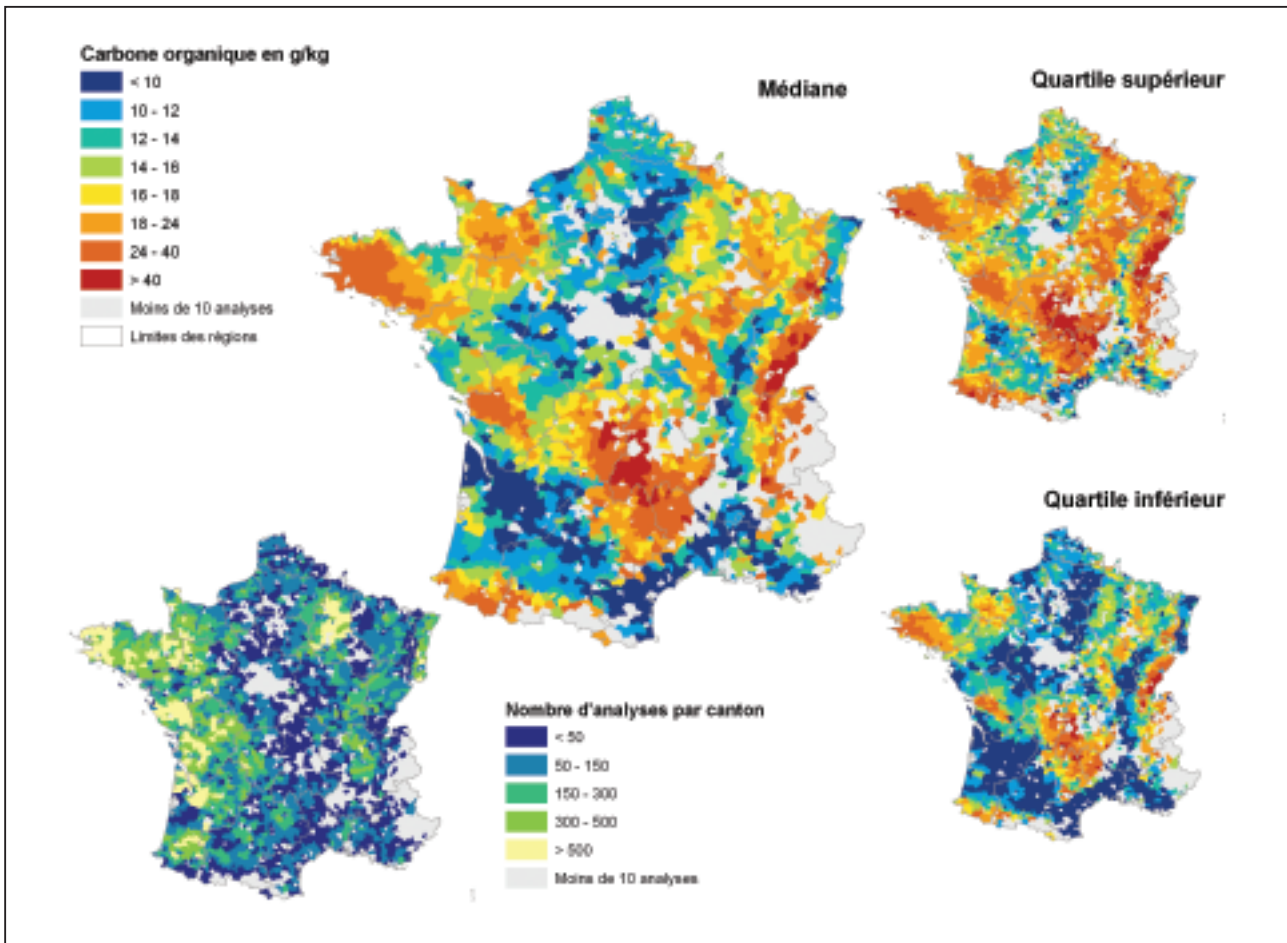 Carbone organique en g/kg
< 10
10 - 12
12 - 14
14 - 16
16 - 18
18 - 24
24 - 40
> 40
Moins de 10 analyses
Limites des régions
Médiane
Quartile supérieur
Quartile inférieur
Nombre d'analyses par canton
< 50
50 - 150
150 - 300
300 - 500
> 500
Moins de 10 analyses